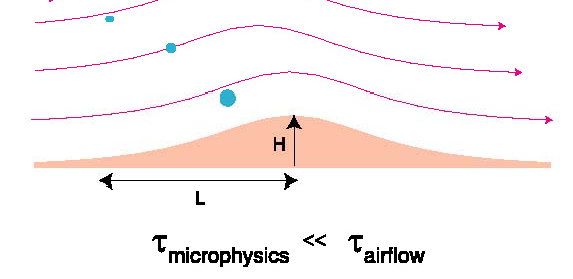 H
L
τmicrophysics << τairflow